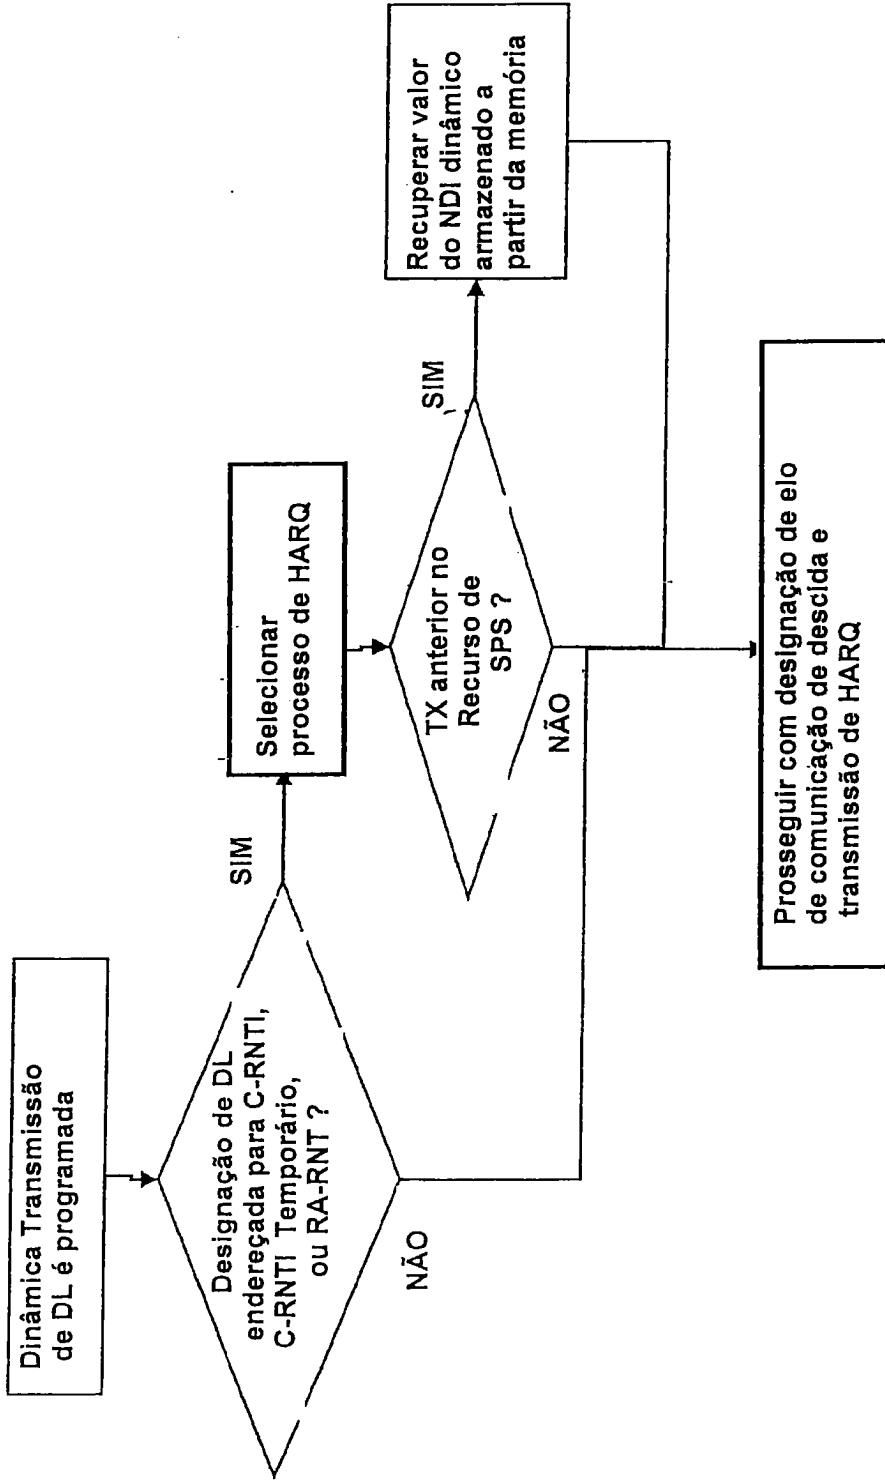 Dinâmica Transmissão
de DL é programada
Designação de DL
endereçada para C-RNTI,
C-RNTI Temporário,
ou RA-RNT ?
SIM
NÃO
Selecionar
processo de HARQ
TX anterior no
Recurso de
SPS ?
SIM
NÃO
Recuperar valor
do NDI dinâmico
armazenado a
partir da memória
Prosseguir com designação de elo
de comunicação de descida e
transmissão de HARQ